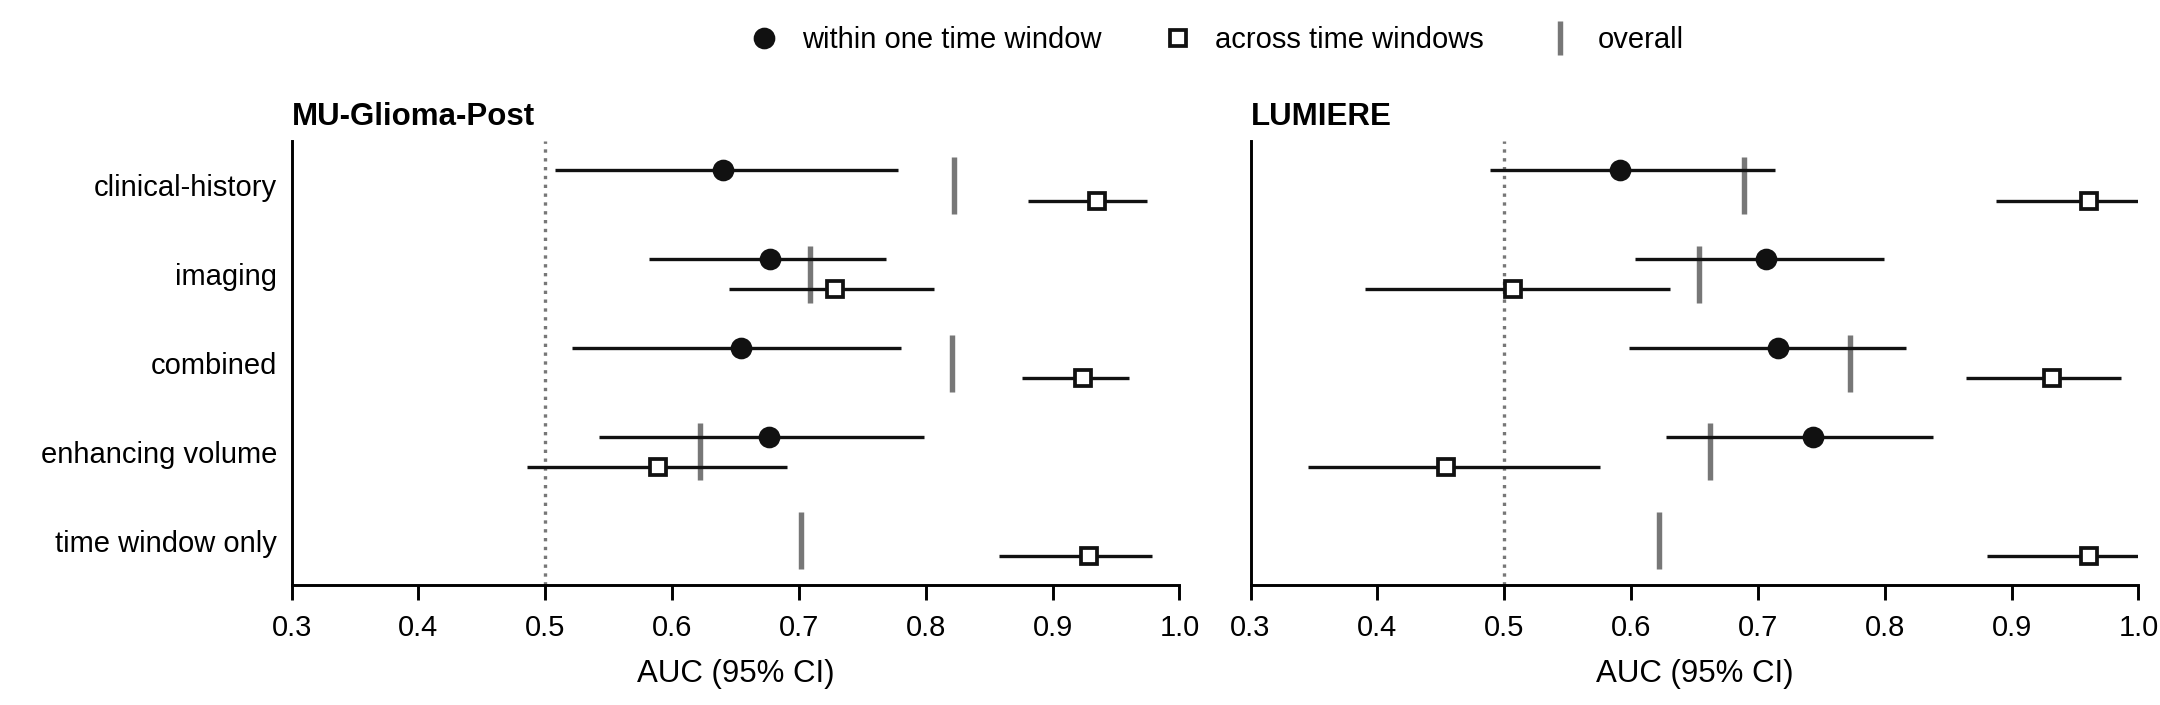 within one time window across time windows overall
MU-Glioma-Post LUMIERE
clinical-history
imaging
combined
enhancing volume
time window only
0.3 0.4 0.5 0.6 0.7 0.8 0.9 1.0 0.3 0.4 0.5 0.6 0.7 0.8 0.9 1.0
AUC (95% CI) AUC (95% CI)